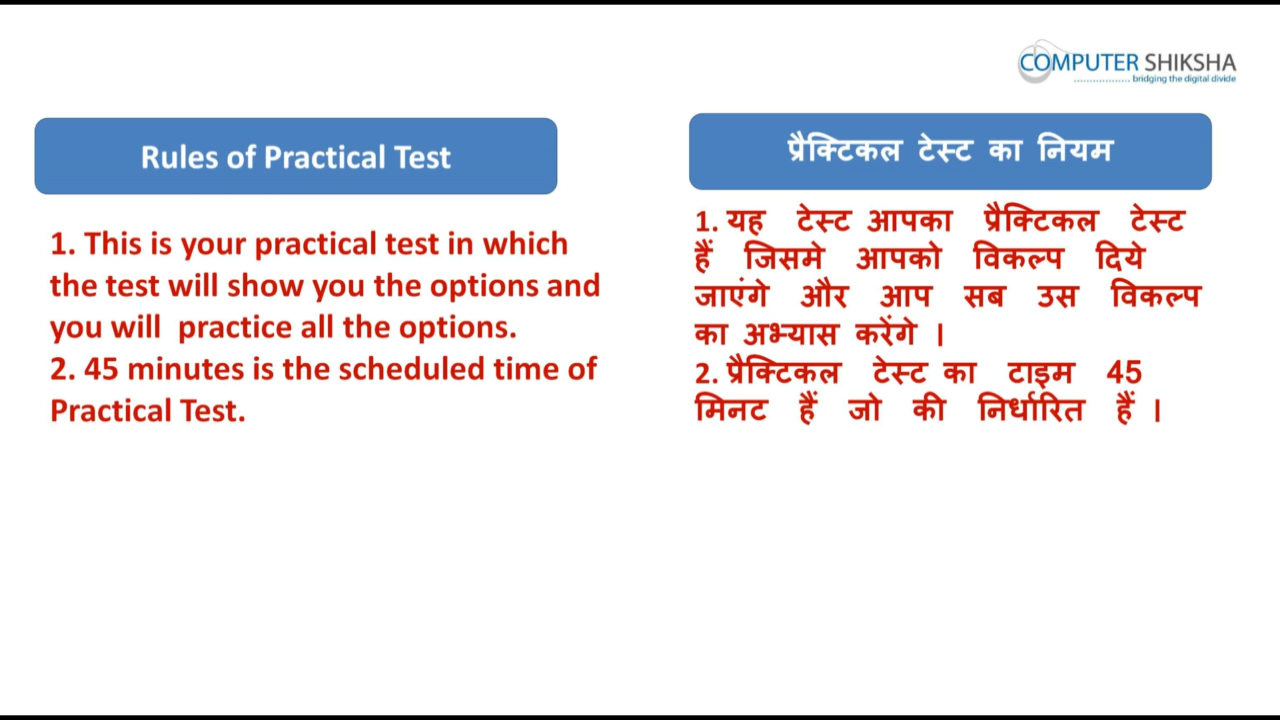 COMPUTER SHIKSHA
bridging the digital divide
Rules of Practical Test
1. This is your practical test in which
the test will show you the options and
you will practice all the options.
2. 45 minutes is the scheduled time of
Practical Test.
प्रैक्टिकल टेस्ट का नियम
1. यह टेस्ट आपका प्रैक्टिकल टेस्ट
हैं जिसमे आपको विकल्प दिये
जाएंगे और आप सब उस विकल्प
का अभ्यास करेंगे ।
2. प्रैक्टिकल टेस्ट का टाइम 45
मिनट हैं जो की निर्धारित हैं ।